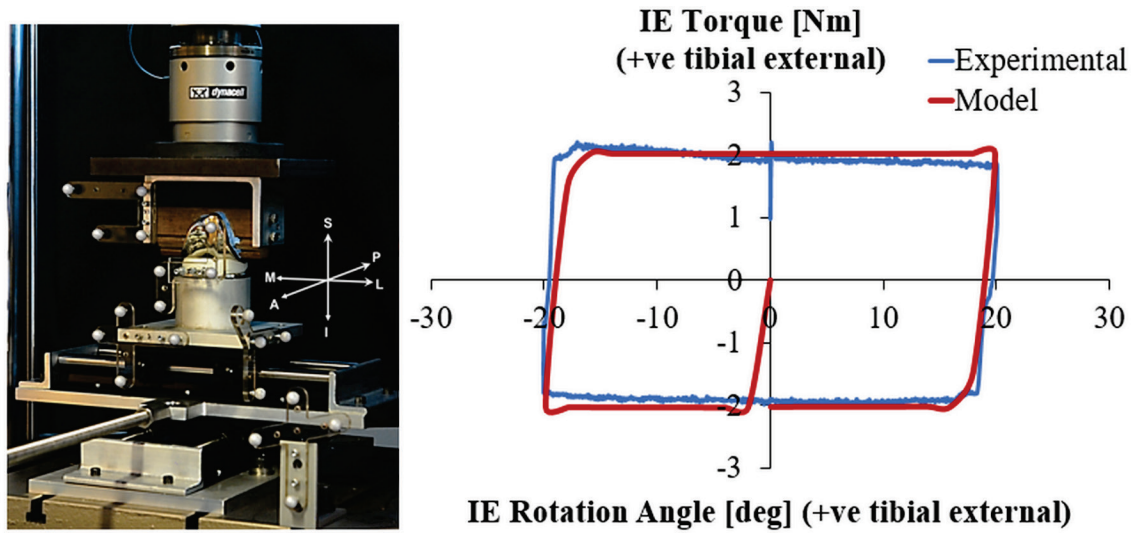 dynacell
S
P
M
L
A
I
IE Torque [Nm]
(+ve tibial external)
Experimental
Model
3
2
1
0
-30
-20
-10
0
10
20
30
-1
-2
-3
IE Rotation Angle [deg] (+ve tibial external)